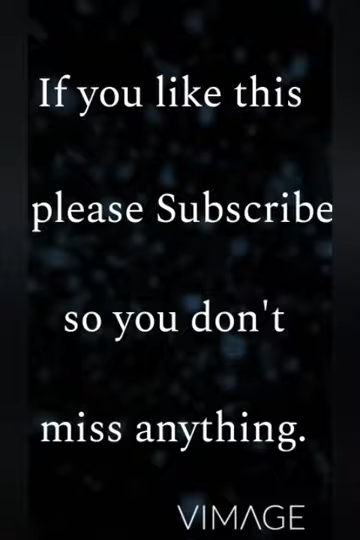 If you like this
please Subscribe
so you don't
miss anything.
VIMAGE